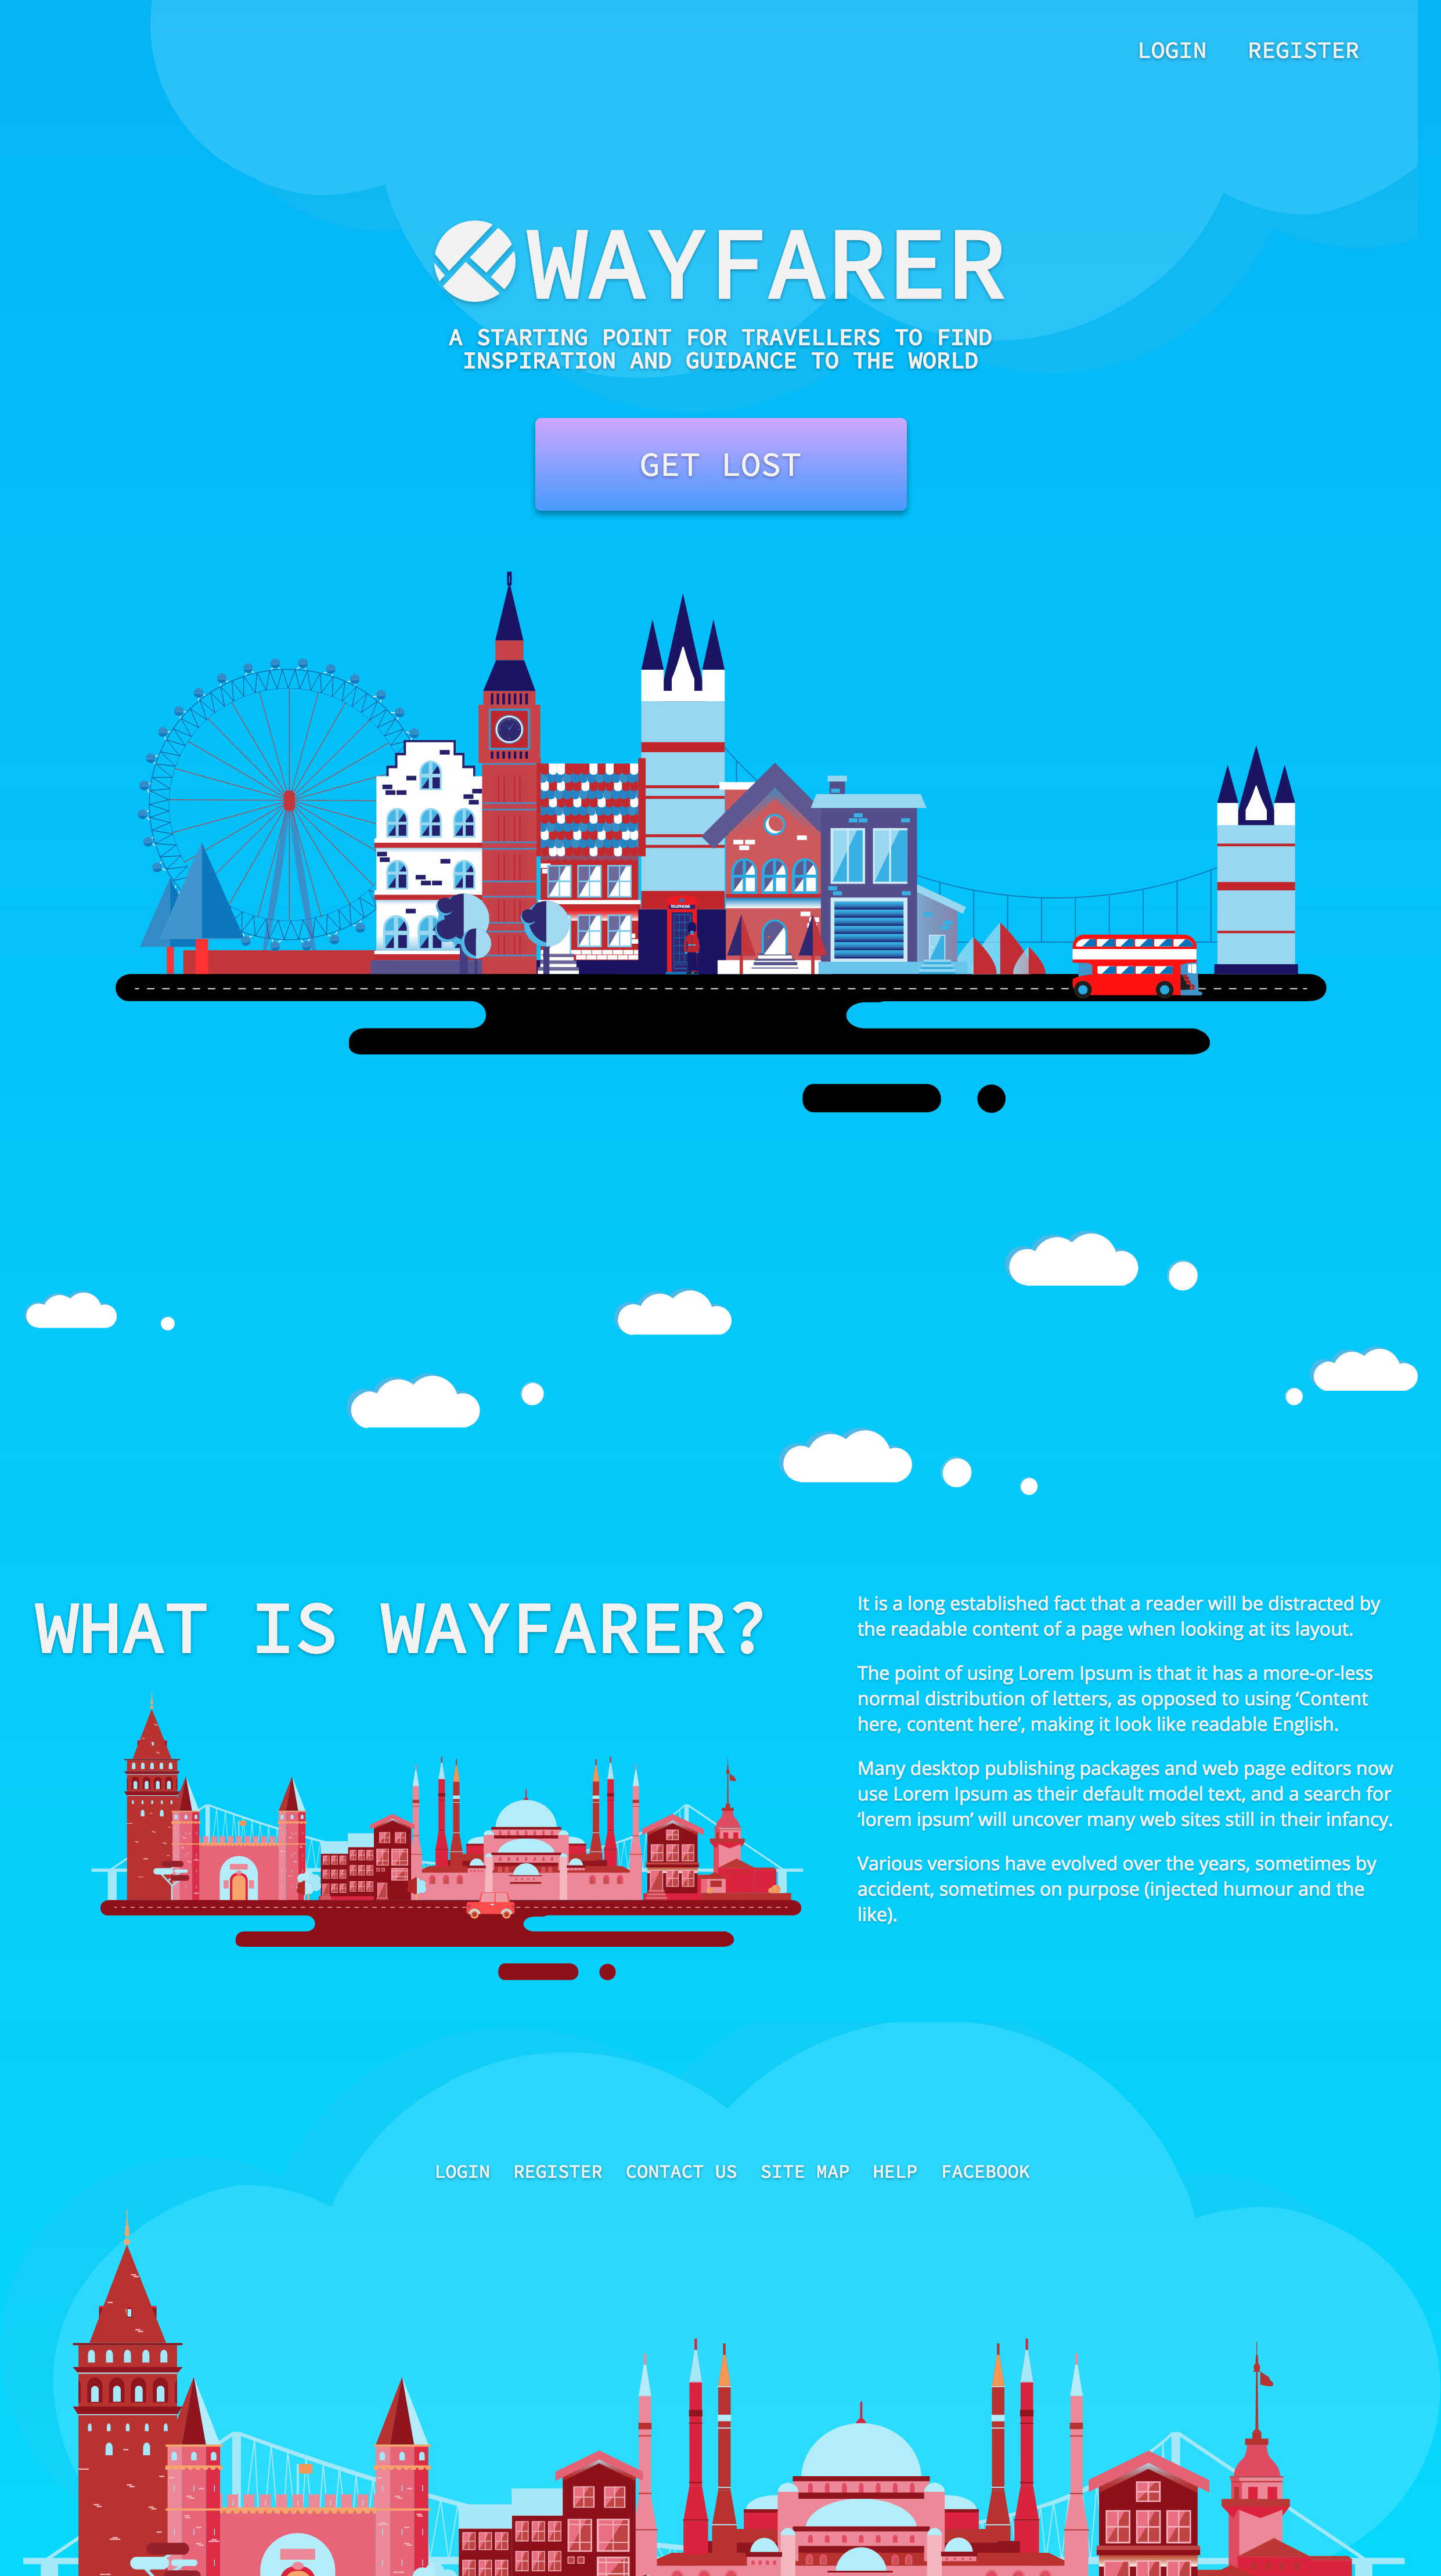 LOGIN REGISTER
WAYFARER
A STARTING POINT FOR TRAVELLERS TO FIND
INSPIRATION AND GUIDANCE TO THE WORLD
GET LOST
TELEPHONE
WHAT IS WAYFARER?
It is a long established fact that a reader will be distracted by
the readable content of a page when looking at its layout.
The point of using Lorem Ipsum is that it has a more-or-less
normal distribution of letters, as opposed to using ‘Content
here, content here’, making it look like readable English.
Many desktop publishing packages and web page editors now
use Lorem Ipsum as their default model text, and a search for
‘lorem ipsum’ will uncover many web sites still in their infancy.
Various versions have evolved over the years, sometimes by
accident, sometimes on purpose (injected humour and the
like).
LOGIN REGISTER CONTACT US SITE MAP HELP FACEBOOK